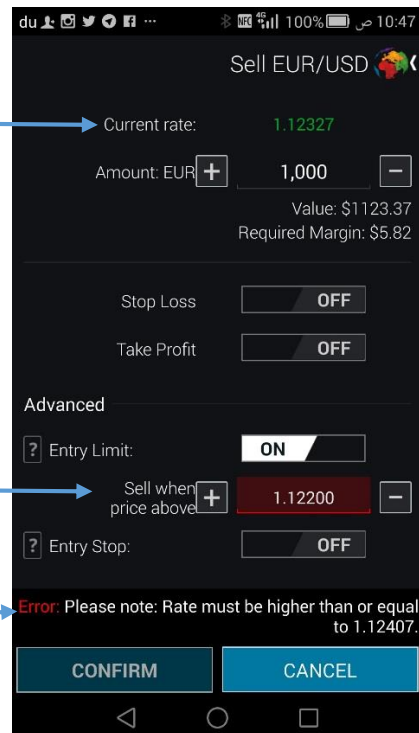 du 4G 100% ص 10:47
Sell EUR/USD
Current rate: 1.12327
Amount: EUR + 1,000 −
Value: $1123.37
Required Margin: $5.82
Stop Loss OFF
Take Profit OFF
Advanced
? Entry Limit: ON
Sell when
price above + 1.12200 −
? Entry Stop: OFF
Error: Please note: Rate must be higher than or equal
to 1.12407.
CONFIRM CANCEL